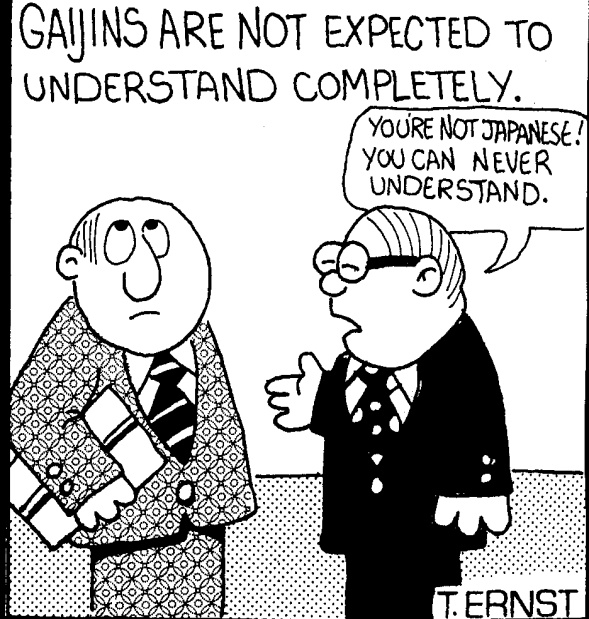 GAIJINS ARE NOT EXPECTED TO
UNDERSTAND COMPLETELY.
YOU'RE NOT JAPANESE!
YOU CAN NEVER
UNDERSTAND.
T. ERNST